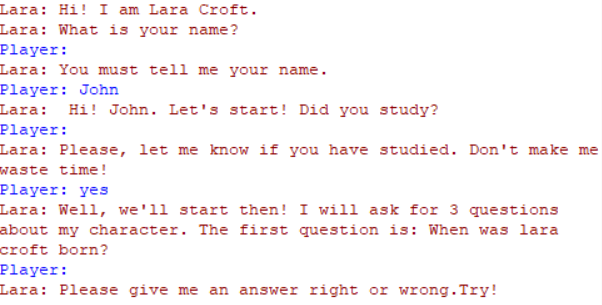 Lara: Hi! I am Lara Croft.
Lara: What is your name?
Player:
Lara: You must tell me your name.
Player: John
Lara:  Hi! John. Let's start! Did you study?
Player:
Lara: Please, let me know if you have studied. Don't make me
waste time!
Player: yes
Lara: Well, we'll start then! I will ask for 3 questions
about my character. The first question is: When was lara
croft born?
Player:
Lara: Please give me an answer right or wrong.Try!